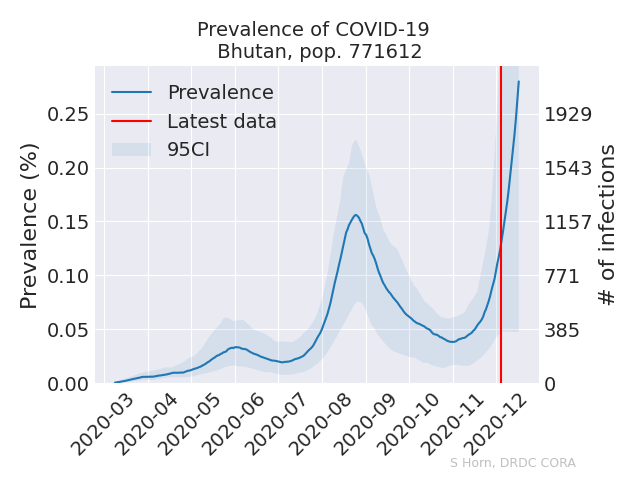 Prevalence of COVID-19
Bhutan, pop. 771612
Prevalence
Latest data
95CI
Prevalence (%)
0.25
0.20
0.15
0.10
0.05
0.00
1929
1543
1157
771
385
0
# of infections
2020-03
2020-04
2020-05
2020-06
2020-07
2020-08
2020-09
2020-10
2020-11
2020-12
S Horn, DRDC CORA